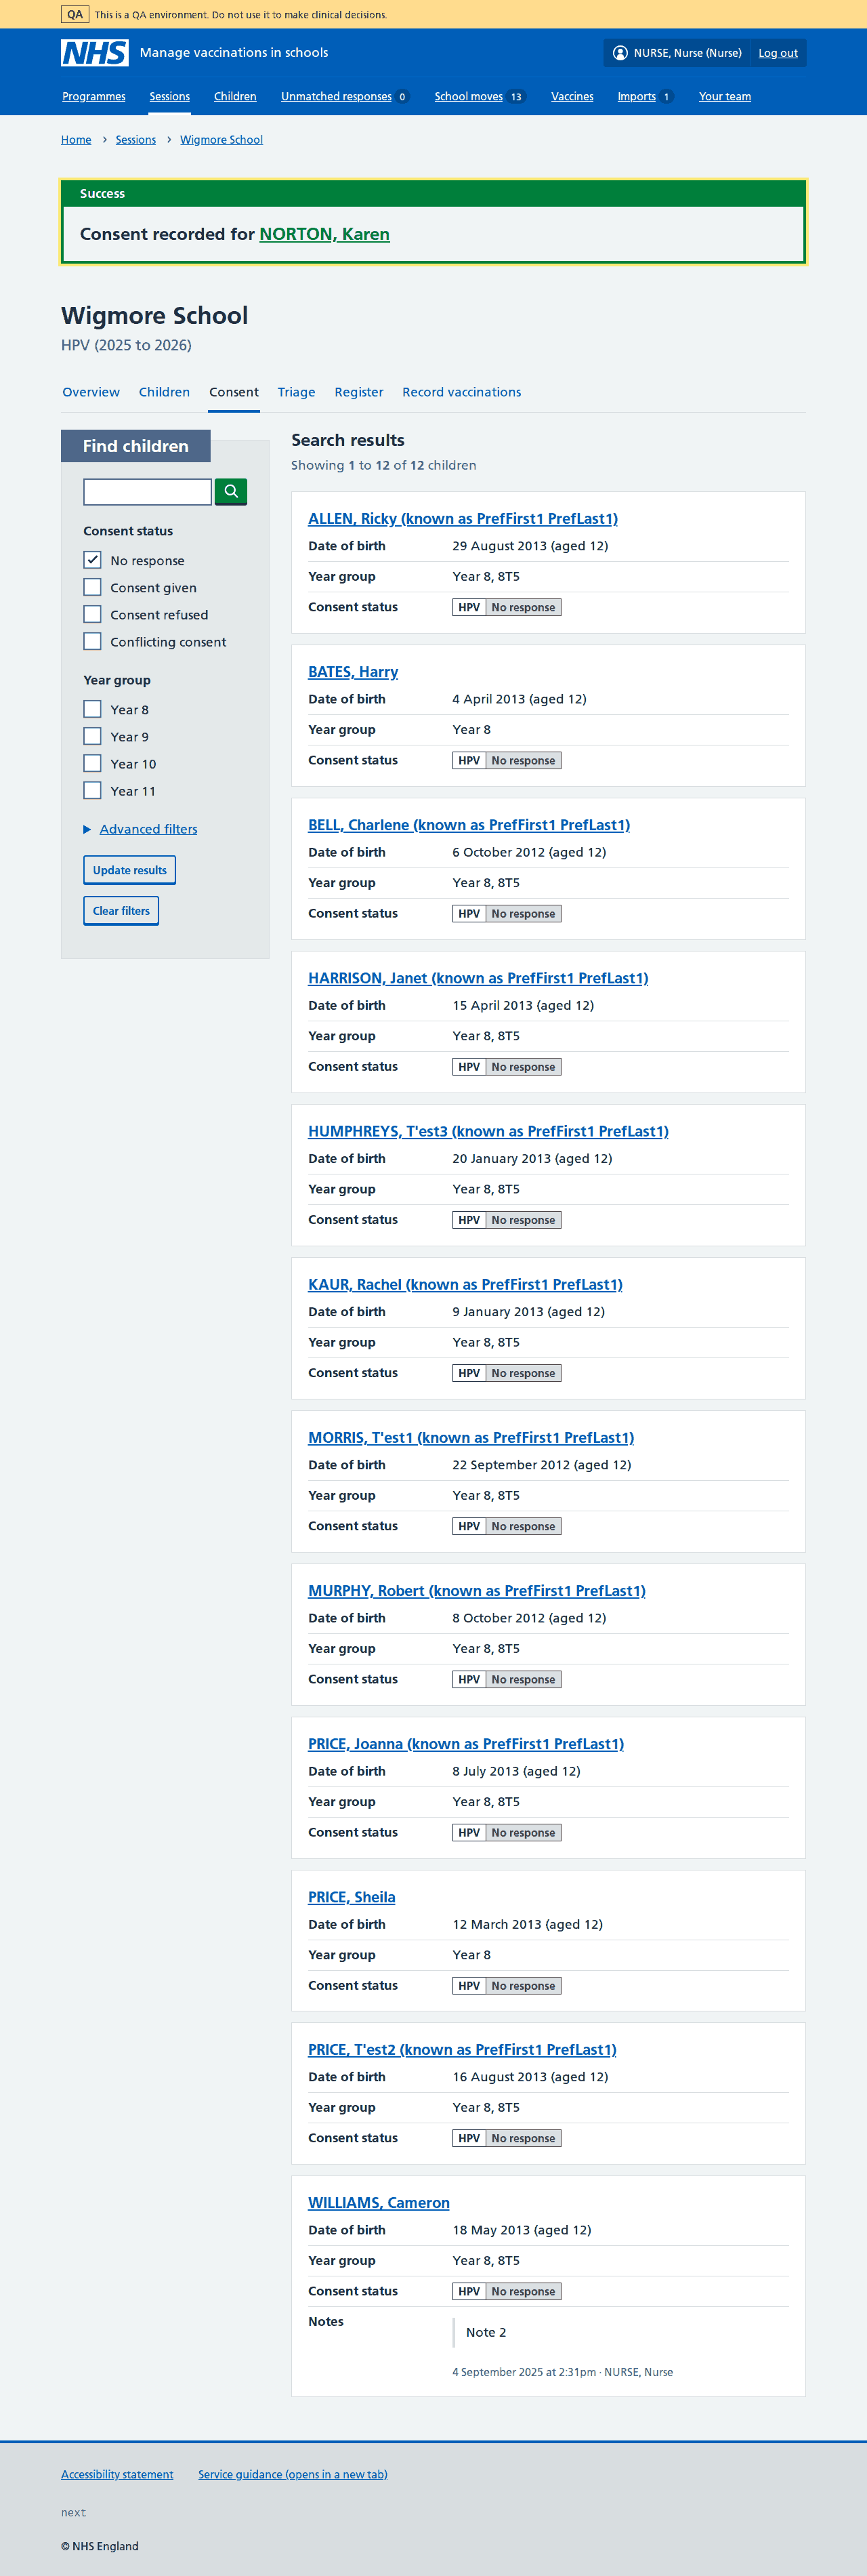 QA This is a QA environment. Do not use it to make clinical decisions.
NHS Manage vaccinations in schools NURSE, Nurse (Nurse) Log out
Programmes Sessions Children Unmatched responses 0 School moves 13 Vaccines Imports 1 Your team
Home Sessions Wigmore School
Success
Consent recorded for NORTON, Karen
Wigmore School
HPV (2025 to 2026)
Overview Children Consent Triage Register Record vaccinations
Find children
Consent status
No response
Consent given
Consent refused
Conflicting consent
Year group
Year 8
Year 9
Year 10
Year 11
Advanced filters
Update results
Clear filters
Search results
Showing 1 to 12 of 12 children
ALLEN, Ricky (known as PrefFirst1 PrefLast1)
Date of birth 29 August 2013 (aged 12)
Year group Year 8, 8T5
Consent status HPV No response
BATES, Harry
Date of birth 4 April 2013 (aged 12)
Year group Year 8
Consent status HPV No response
BELL, Charlene (known as PrefFirst1 PrefLast1)
Date of birth 6 October 2012 (aged 12)
Year group Year 8, 8T5
Consent status HPV No response
HARRISON, Janet (known as PrefFirst1 PrefLast1)
Date of birth 15 April 2013 (aged 12)
Year group Year 8, 8T5
Consent status HPV No response
HUMPHREYS, T'est3 (known as PrefFirst1 PrefLast1)
Date of birth 20 January 2013 (aged 12)
Year group Year 8, 8T5
Consent status HPV No response
KAUR, Rachel (known as PrefFirst1 PrefLast1)
Date of birth 9 January 2013 (aged 12)
Year group Year 8, 8T5
Consent status HPV No response
MORRIS, T'est1 (known as PrefFirst1 PrefLast1)
Date of birth 22 September 2012 (aged 12)
Year group Year 8, 8T5
Consent status HPV No response
MURPHY, Robert (known as PrefFirst1 PrefLast1)
Date of birth 8 October 2012 (aged 12)
Year group Year 8, 8T5
Consent status HPV No response
PRICE, Joanna (known as PrefFirst1 PrefLast1)
Date of birth 8 July 2013 (aged 12)
Year group Year 8, 8T5
Consent status HPV No response
PRICE, Sheila
Date of birth 12 March 2013 (aged 12)
Year group Year 8
Consent status HPV No response
PRICE, T'est2 (known as PrefFirst1 PrefLast1)
Date of birth 16 August 2013 (aged 12)
Year group Year 8, 8T5
Consent status HPV No response
WILLIAMS, Cameron
Date of birth 18 May 2013 (aged 12)
Year group Year 8, 8T5
Consent status HPV No response
Notes Note 2
4 September 2025 at 2:31pm · NURSE, Nurse
Accessibility statement Service guidance (opens in a new tab)
next
© NHS England